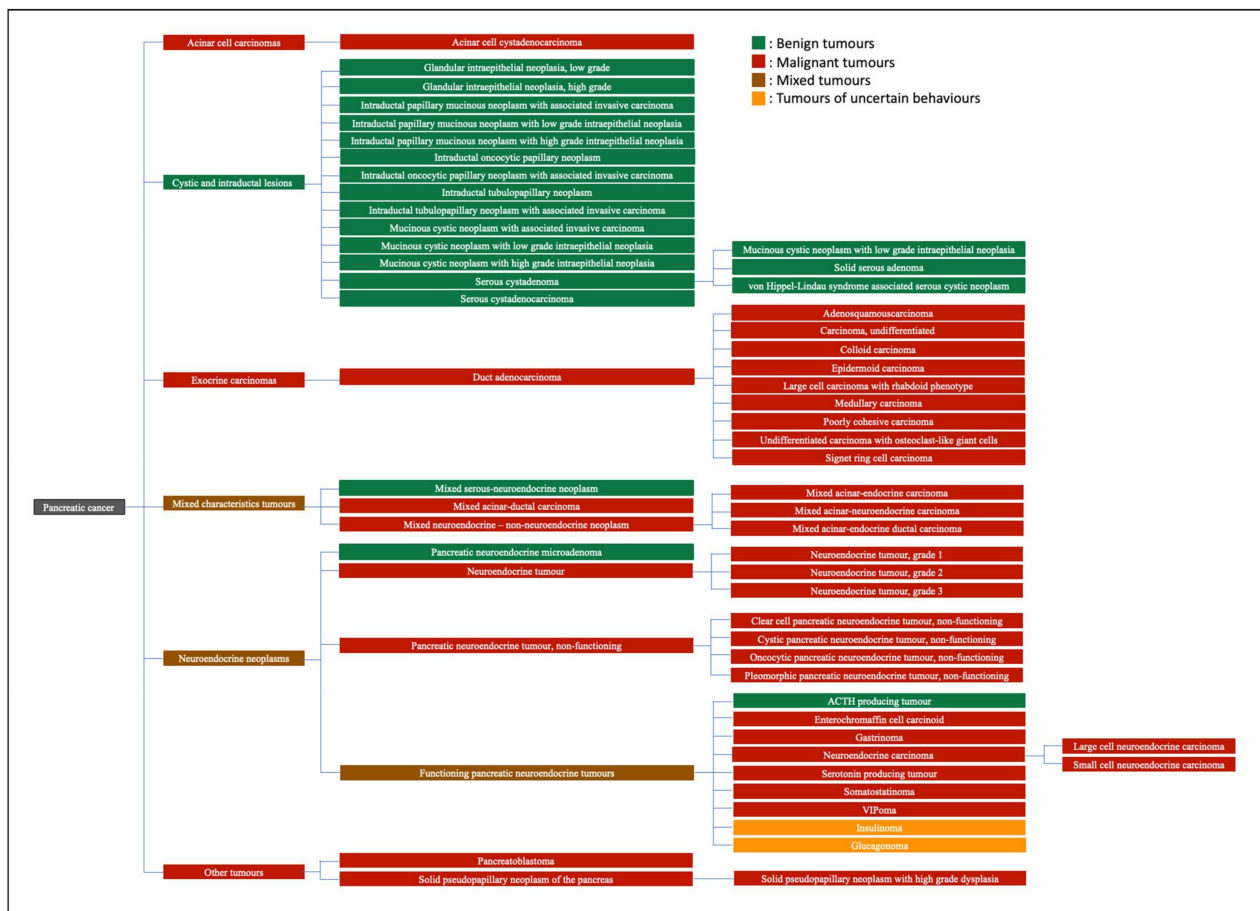 Acinar cell carcinomas
Acinar cell cystadenocarcinoma
: Benign tumours
: Malignant tumours
: Mixed tumours
: Tumours of uncertain behaviours
Glandular intraepithelial neoplasia, low grade
Glandular intraepithelial neoplasia, high grade
Intraductal papillary mucinous neoplasm with associated invasive carcinoma
Intraductal papillary mucinous neoplasm with low grade intraepithelial neoplasia
Intraductal papillary mucinous neoplasm with high grade intraepithelial neoplasia
Intraductal oncocytic papillary neoplasm
Cystic and intraductal lesions
Intraductal oncocytic papillary neoplasm with associated invasive carcinoma
Intraductal tubulopapillary neoplasm
Intraductal tubulopapillary neoplasm with associated invasive carcinoma
Mucinous cystic neoplasm with associated invasive carcinoma
Mucinous cystic neoplasm with low grade intraepithelial neoplasia
Mucinous cystic neoplasm with high grade intraepithelial neoplasia
Serous cystadenoma
Serous cystadenocarcinoma
Mucinous cystic neoplasm with low grade intraepithelial neoplasia
Solid serous adenoma
von Hippel-Lindau syndrome associated serous cystic neoplasm
Exocrine carcinomas
Duct adenocarcinoma
Adenosquamouscarcinoma
Carcinoma, undifferentiated
Colloid carcinoma
Epidermoid carcinoma
Large cell carcinoma with rhabdoid phenotype
Medullary carcinoma
Poorly cohesive carcinoma
Undifferentiated carcinoma with osteoclast-like giant cells
Signet ring cell carcinoma
Pancreatic cancer
Mixed characteristics tumours
Mixed serous-neuroendocrine neoplasm
Mixed acinar-ductal carcinoma
Mixed neuroendocrine – non-neuroendocrine neoplasm
Mixed acinar-endocrine carcinoma
Mixed acinar-neuroendocrine carcinoma
Mixed acinar-endocrine ductal carcinoma
Neuroendocrine neoplasms
Pancreatic neuroendocrine microadenoma
Neuroendocrine tumour
Neuroendocrine tumour, grade 1
Neuroendocrine tumour, grade 2
Neuroendocrine tumour, grade 3
Pancreatic neuroendocrine tumour, non-functioning
Clear cell pancreatic neuroendocrine tumour, non-functioning
Cystic pancreatic neuroendocrine tumour, non-functioning
Oncocytic pancreatic neuroendocrine tumour, non-functioning
Pleomorphic pancreatic neuroendocrine tumour, non-functioning
Functioning pancreatic neuroendocrine tumours
ACTH producing tumour
Enterochromaffin cell carcinoid
Gastrinoma
Neuroendocrine carcinoma
Large cell neuroendocrine carcinoma
Small cell neuroendocrine carcinoma
Serotonin producing tumour
Somatostatinoma
VIPoma
Insulinoma
Glucagonoma
Other tumours
Pancreatoblastoma
Solid pseudopapillary neoplasm of the pancreas
Solid pseudopapillary neoplasm with high grade dysplasia